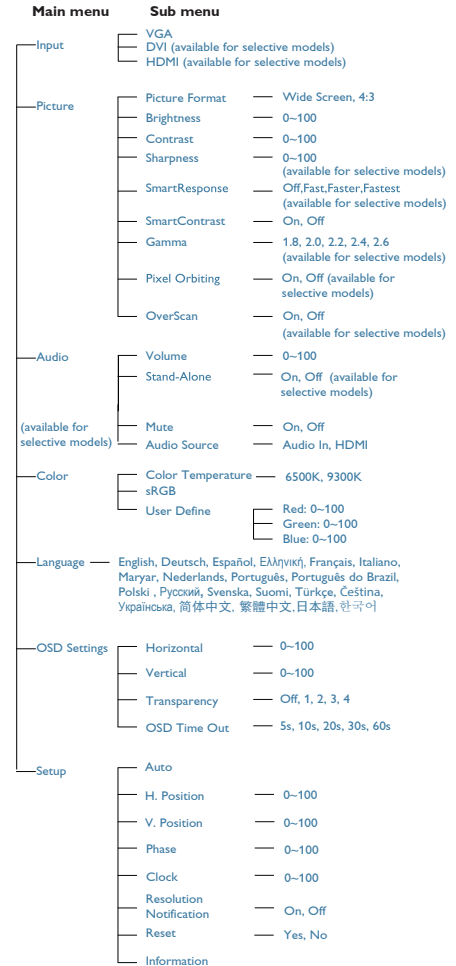 Main menu Sub menu
Input VGA
DVI (available for selective models)
HDMI (available for selective models)
Picture Picture Format Wide Screen, 4:3
Brightness 0~100
Contrast 0~100
Sharpness 0~100
(available for selective models)
SmartResponse Off,Fast,Faster,Fastest
(available for selective models)
SmartContrast On, Off
Gamma 1.8, 2.0, 2.2, 2.4, 2.6
(available for selective models)
Pixel Orbiting On, Off (available for
selective models)
OverScan On, Off
(available for selective models)
Audio Volume 0~100
Stand-Alone On, Off (available for
selective models)
(available for Mute On, Off
selective models) Audio Source Audio In, HDMI
Color Color Temperature 6500K, 9300K
sRGB
User Define Red: 0~100
Green: 0~100
Blue: 0~100
Language English, Deutsch, Español, Ελληνική, Français, Italiano,
Maryar, Nederlands, Português, Português do Brazil,
Polski , Русский, Svenska, Suomi, Türkçe, Čeština,
Українська, 简体中文, 繁體中文,日本語,한국어
OSD Settings Horizontal 0~100
Vertical 0~100
Transparency Off, 1, 2, 3, 4
OSD Time Out 5s, 10s, 20s, 30s, 60s
Setup Auto
H. Position 0~100
V. Position 0~100
Phase 0~100
Clock 0~100
Resolution
Notification On, Off
Reset Yes, No
Information